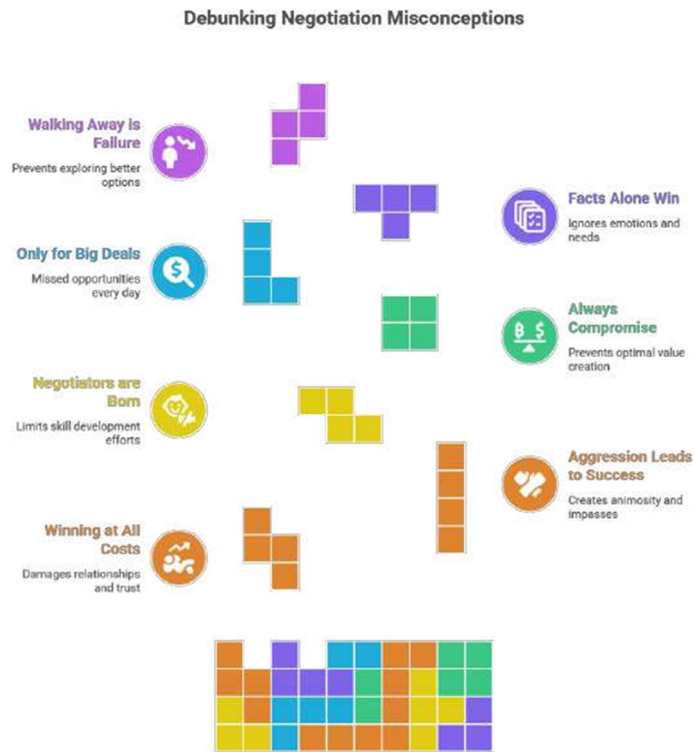 Debunking Negotiation Misconceptions
Walking Away is
Failure
Prevents exploring better
options
Facts Alone Win
Ignores emotions and
needs
Only for Big Deals
Missed opportunities
every day
Always
Compromise
Prevents optimal value
creation
Negotiators are
Born
Limits skill development
efforts
Aggression Leads
to Success
Creates animosity and
impasses
Winning at All
Costs
Damages relationships
and trust